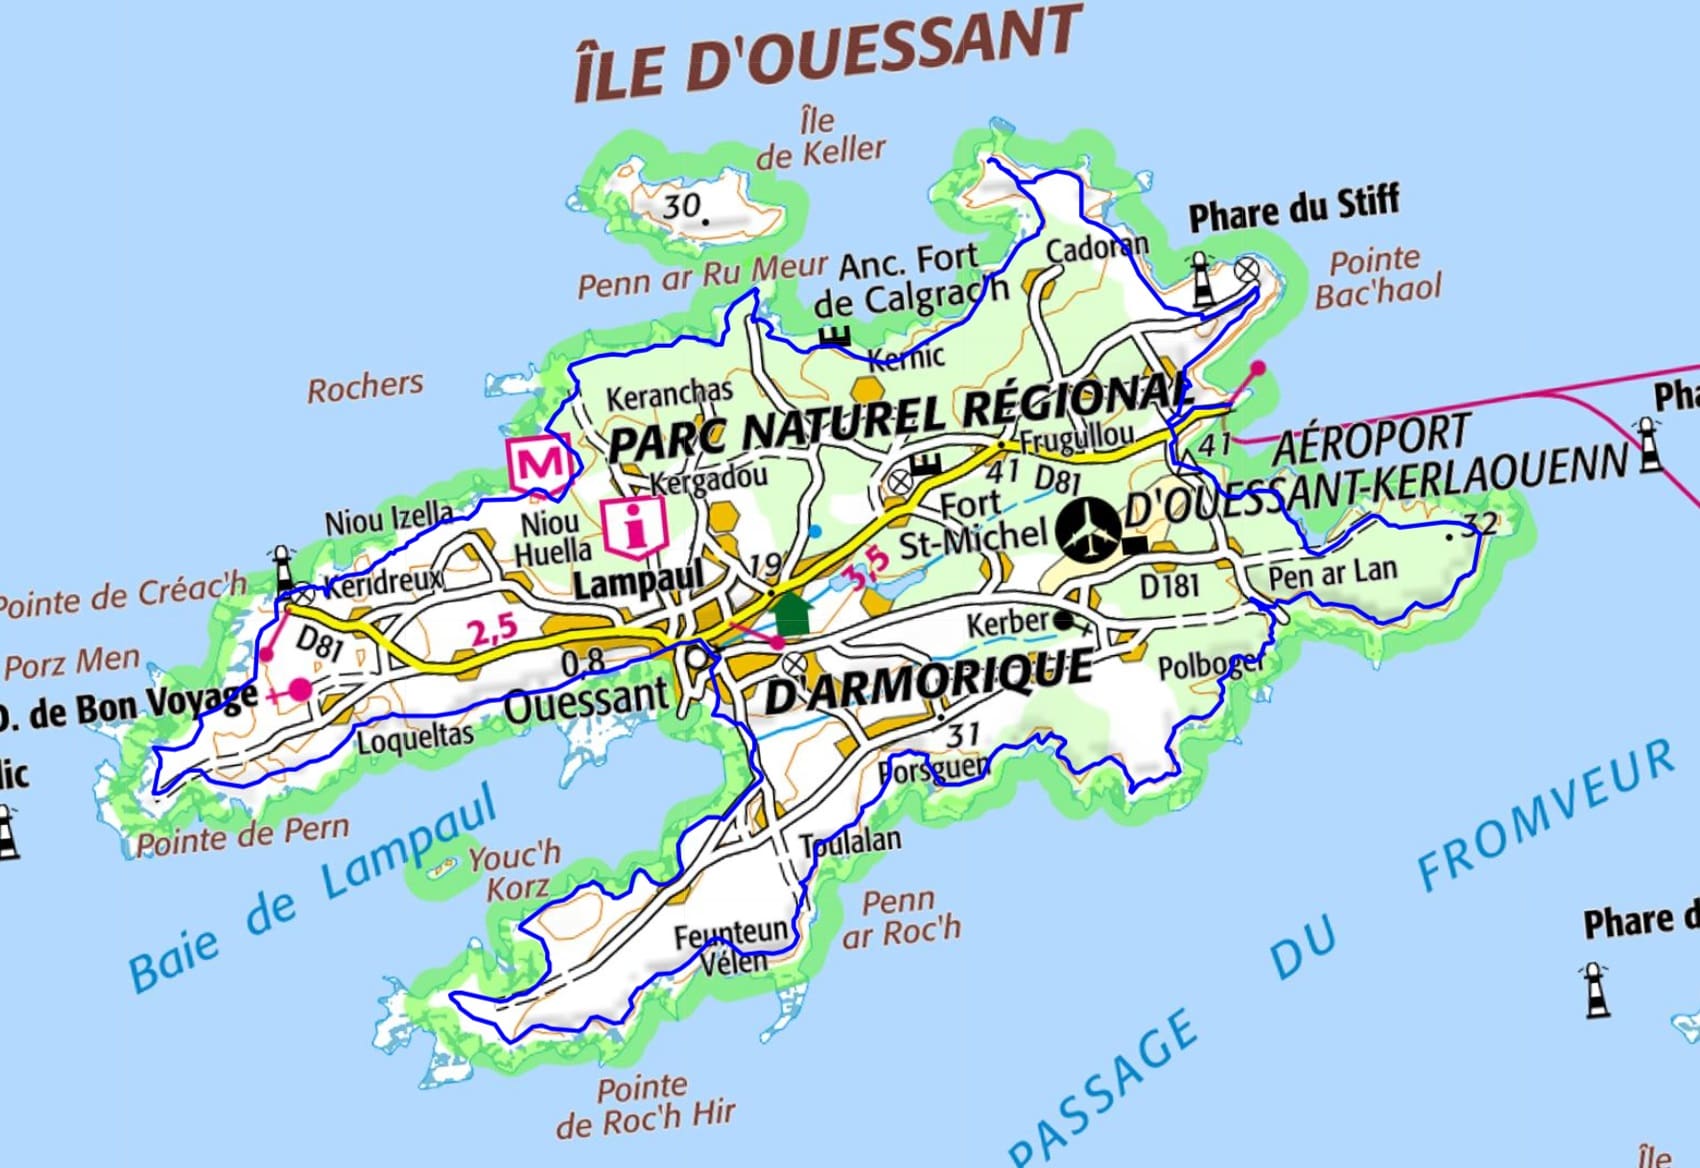 ÎLE D'OUESSANT
Île
de Keller
30
Phare du Stiff
Penn ar Ru Meur
Anc. Fort
de Calgrac'h
Cadoran
Pointe
Bac'haol
Rochers
Kernic
Keranchas
PARC NATUREL RÉGIONAL
Frugullou
41
AÉROPORT
D'OUESSANT-KERLAOUENN
M
Kergadou
41
D81
Niou Izella
Niou
Huella
i
Fort
St-Michel
32
Pointe de Créac'h
Keridreux
Lampaul
19
3,5
D181
Pen ar Lan
D81
2,5
Kerber
Porz Men
0,8
Polboger
de Bon Voyage
Ouessant
D'ARMORIQUE
Loqueltas
31
Porsguen
Pointe de Pern
Toulalan
Youc'h
Korz
Baie de Lampaul
Penn
ar Roc'h
Feunteun
Vélen
Pointe
de Roc'h Hir
PASSAGE DU FROMVEUR
Phare d
Île